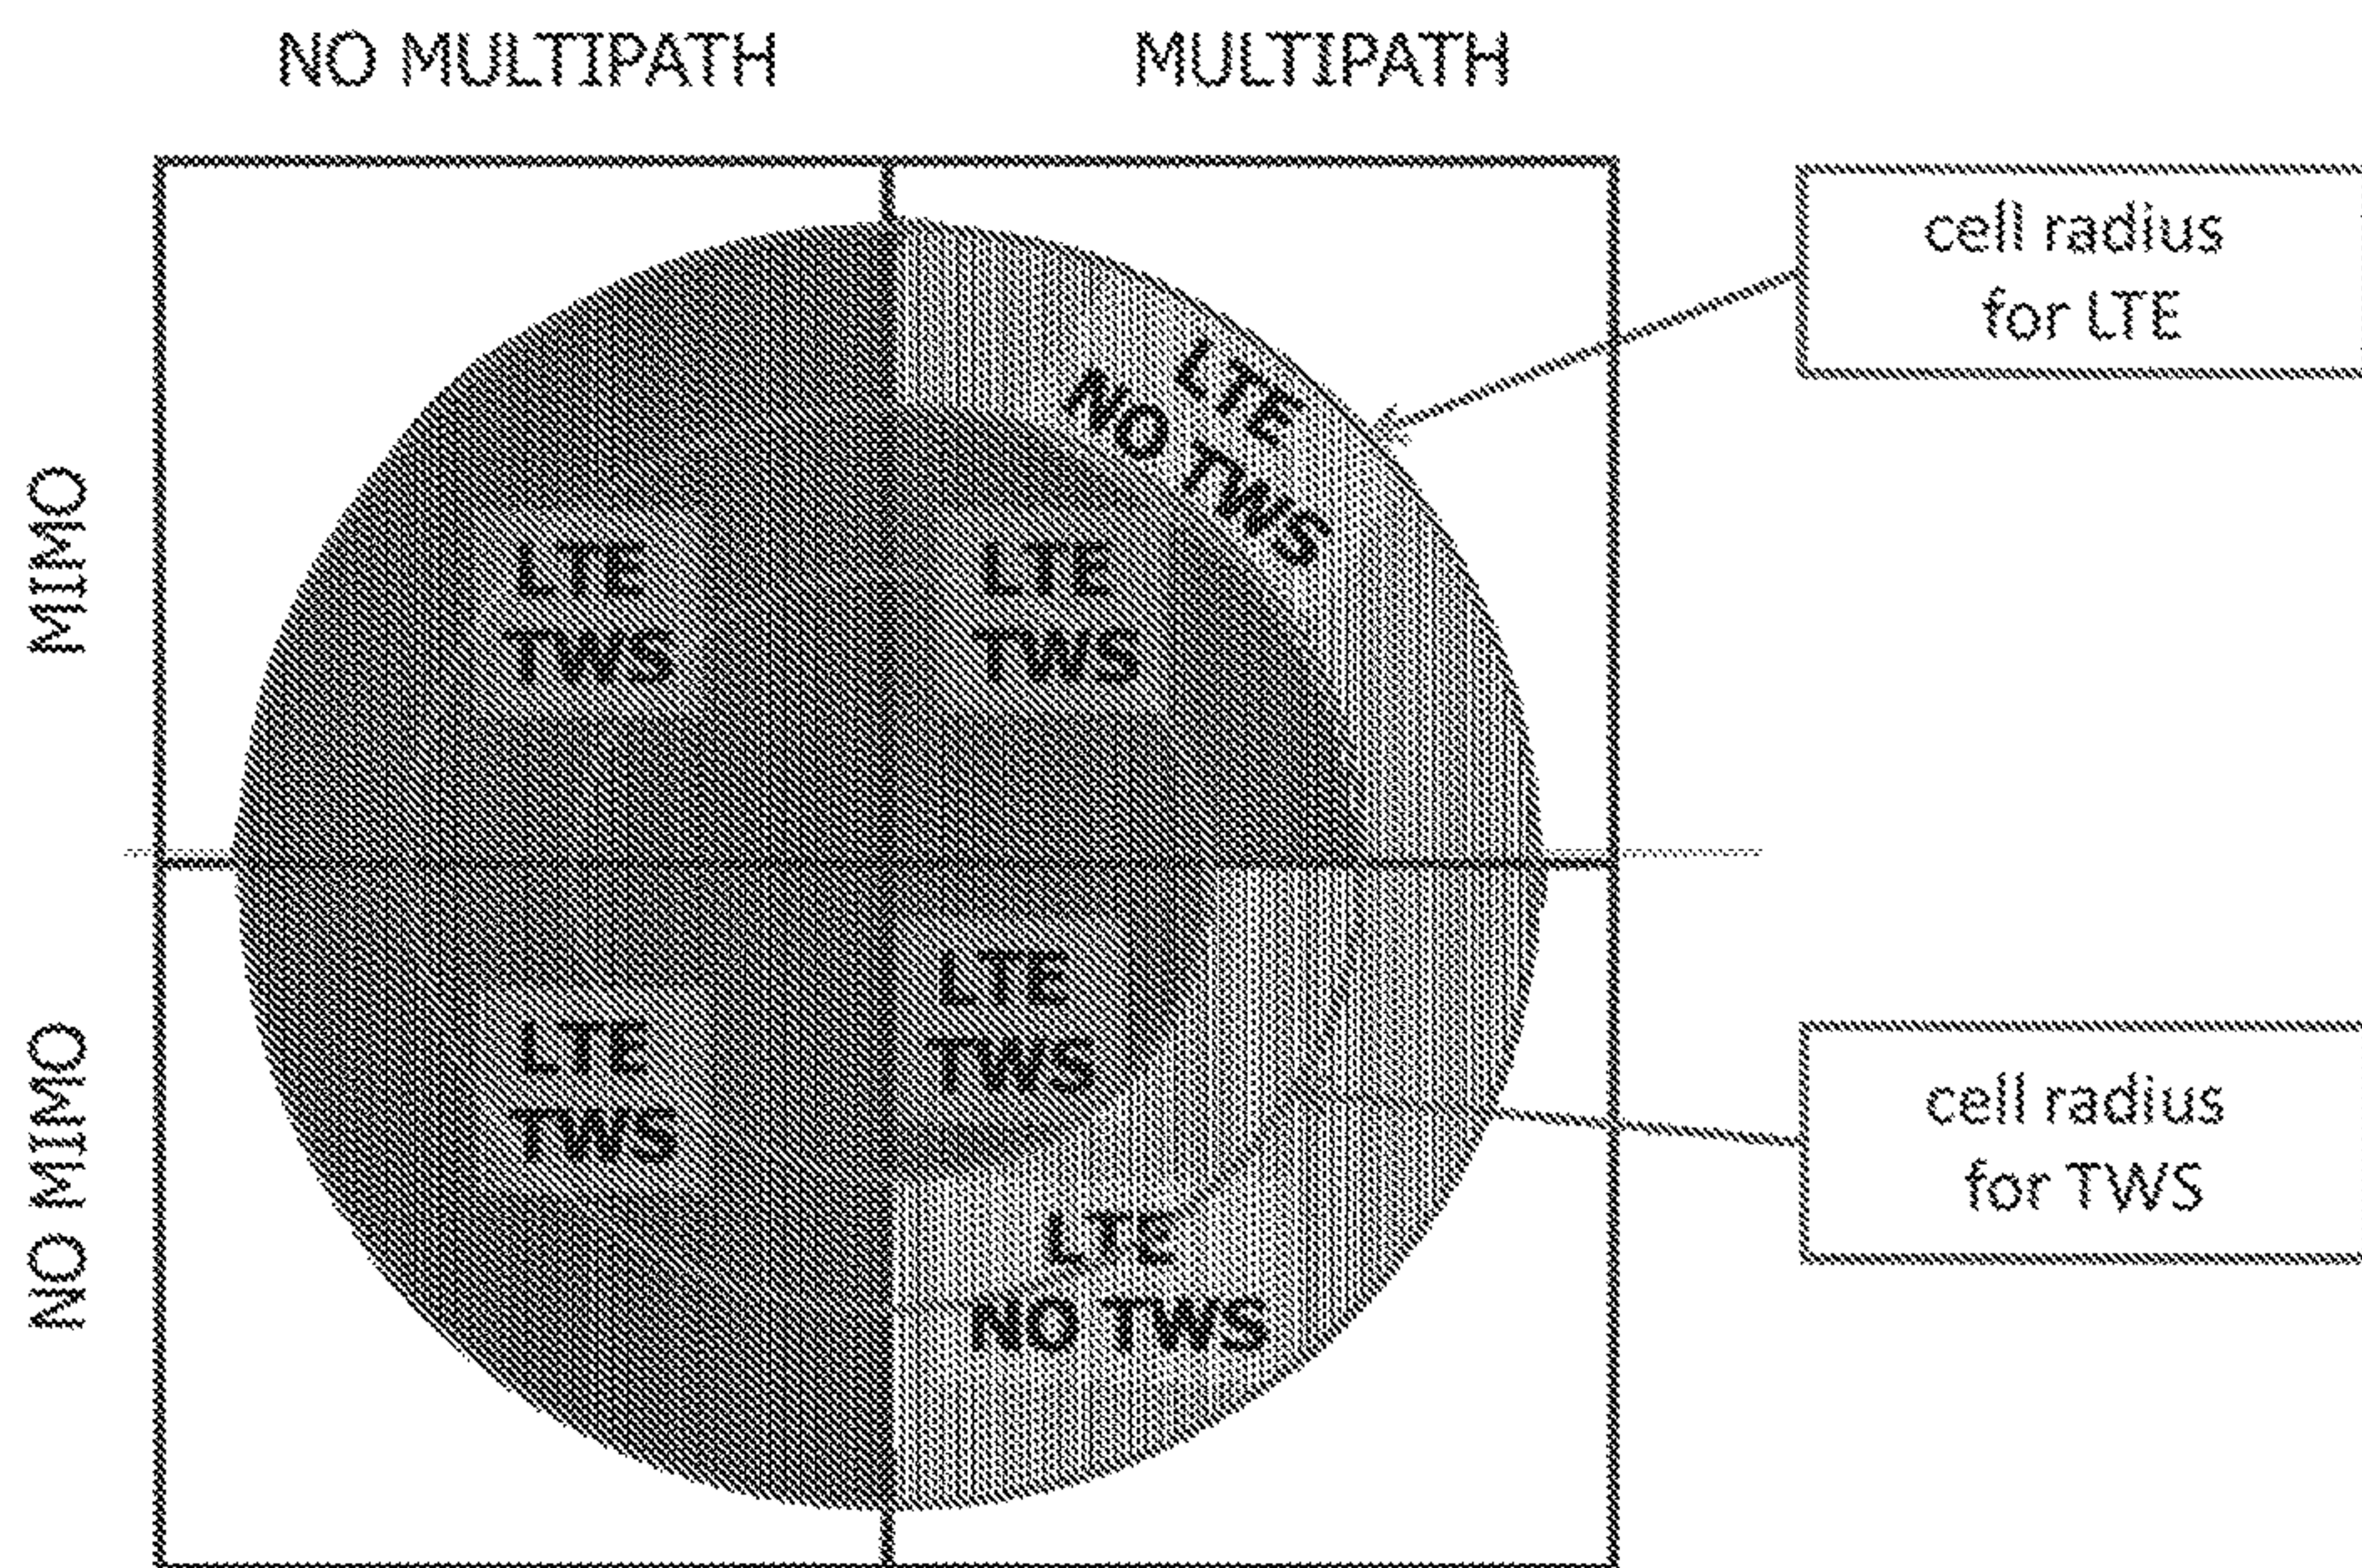 NO MULTIPATH
MULTIPATH
cell radius
for LTE
LTE
NO TWS
MIMO
LTE
TWS
LTE
TWS
LTE
TWS
LTE
TWS
NO MIMO
LTE
NO TWS
cell radius
for TWS